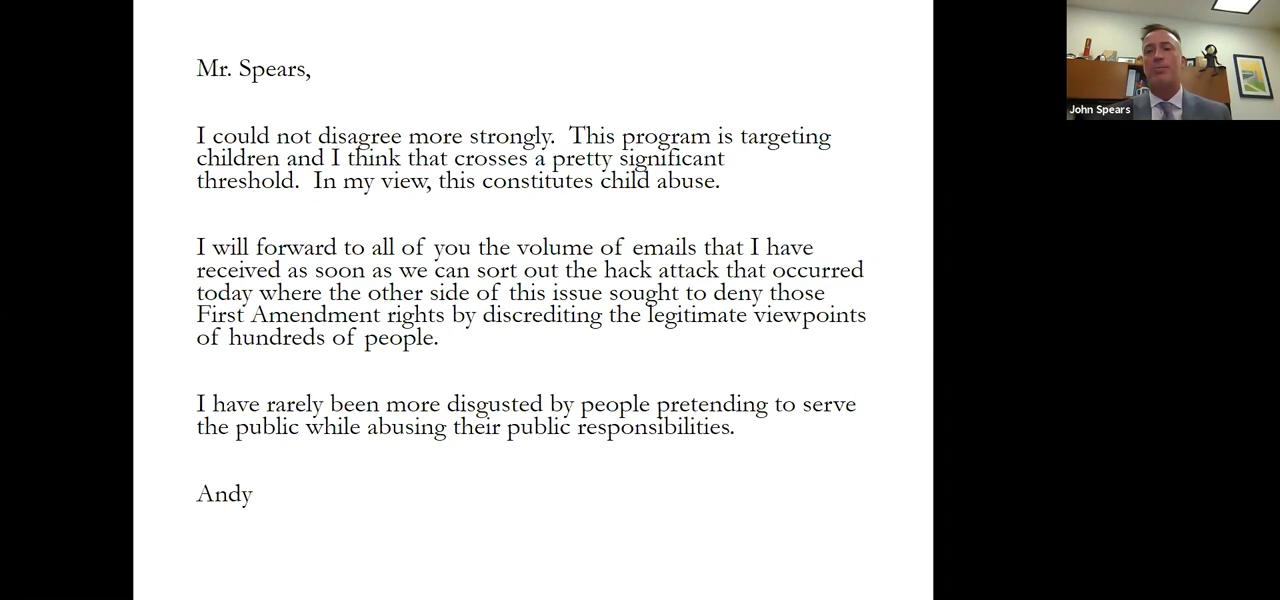 Mr. Spears,
I could not disagree more strongly.  This program is targeting
children and I think that crosses a pretty significant
threshold.  In my view, this constitutes child abuse.
I will forward to all of you the volume of emails that I have
received as soon as we can sort out the hack attack that occurred
today where the other side of this issue sought to deny those
First Amendment rights by discrediting the legitimate viewpoints
of hundreds of people.
I have rarely been more disgusted by people pretending to serve
the public while abusing their public responsibilities.
Andy
John Spears